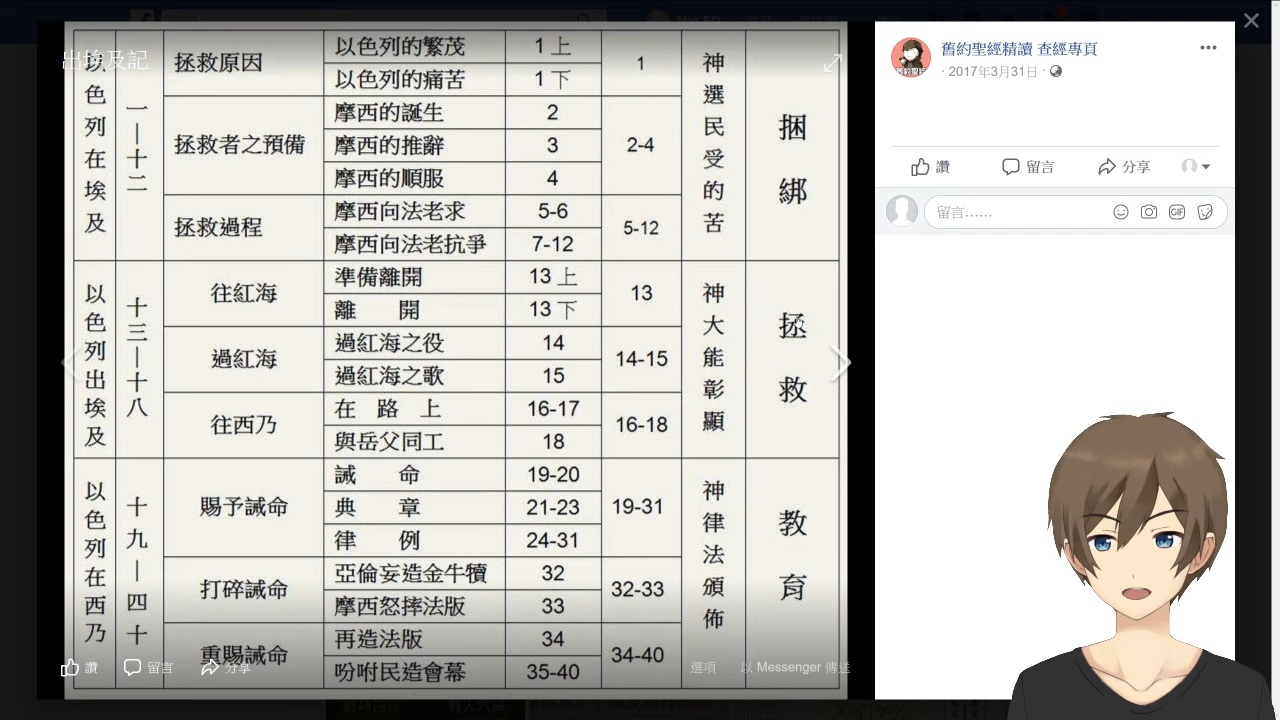 出埃及記
以色列在埃及
一—十二
拯救原因
以色列的繁茂
1 上
1
以色列的痛苦
1 下
拯救者之預備
摩西的誕生
2
2-4
摩西的推辭
3
摩西的順服
4
拯救過程
摩西向法老求
5-6
5-12
摩西向法老抗爭
7-12
神選民受的苦
捆綁
以色列出埃及
十三—十八
往紅海
準備離開
13 上
13
離 開
13 下
過紅海
過紅海之役
14
14-15
過紅海之歌
15
往西乃
在 路 上
16-17
16-18
與岳父同工
18
神大能彰顯
拯救
以色列在西乃
十九—四十
賜予誡命
誡 命
19-20
19-31
典 章
21-23
律 例
24-31
打碎誡命
亞倫妄造金牛犢
32
32-33
摩西怒摔法版
33
重賜誡命
再造法版
34
34-40
吩咐民造會幕
35-40
神律法頒佈
教育
讚 留言 分享
選項 以 Messenger 傳送
舊約聖經精讀 查經專頁
· 2017年3月31日 ·
讚 留言 分享
留言......
GIF